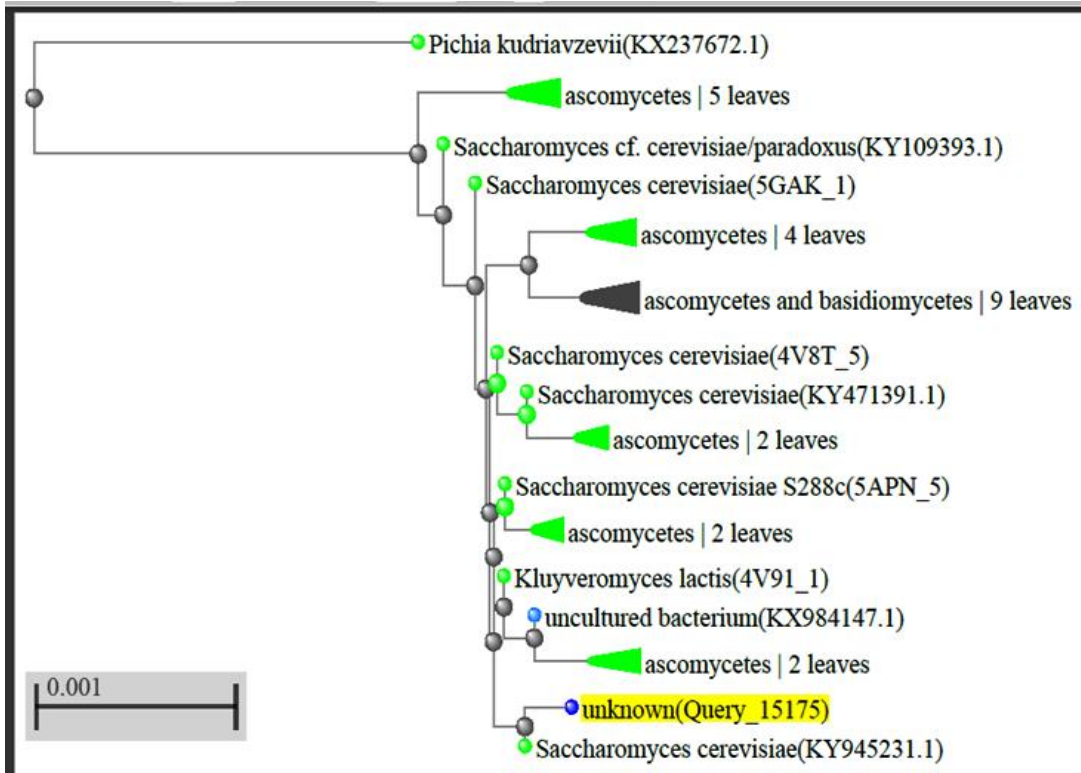 Pichia kudriavzevii(KX237672.1)
ascomycetes | 5 leaves
Saccharomyces cf. cerevisiae/paradoxus(KY109393.1)
Saccharomyces cerevisiae(5GAK_1)
ascomycetes | 4 leaves
ascomycetes and basidiomycetes | 9 leaves
Saccharomyces cerevisiae(4V8T_5)
Saccharomyces cerevisiae(KY471391.1)
ascomycetes | 2 leaves
Saccharomyces cerevisiae S288c(5APN_5)
ascomycetes | 2 leaves
Kluyveromyces lactis(4V91_1)
uncultured bacterium(KX984147.1)
ascomycetes | 2 leaves
0.001
unknown(Query_15175)
Saccharomyces cerevisiae(KY945231.1)